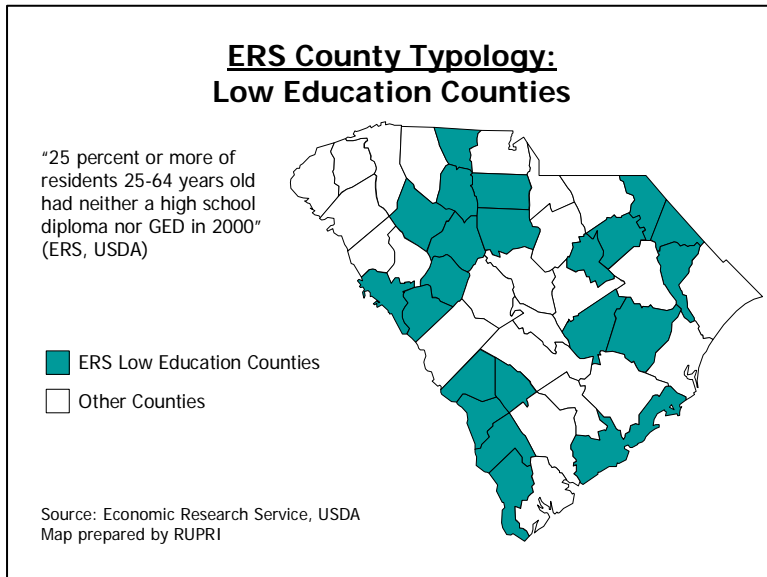 ERS County Typology:
Low Education Counties
"25 percent or more of
residents 25-64 years old
had neither a high school
diploma nor GED in 2000"
(ERS, USDA)
ERS Low Education Counties
Other Counties
Source: Economic Research Service, USDA
Map prepared by RUPRI